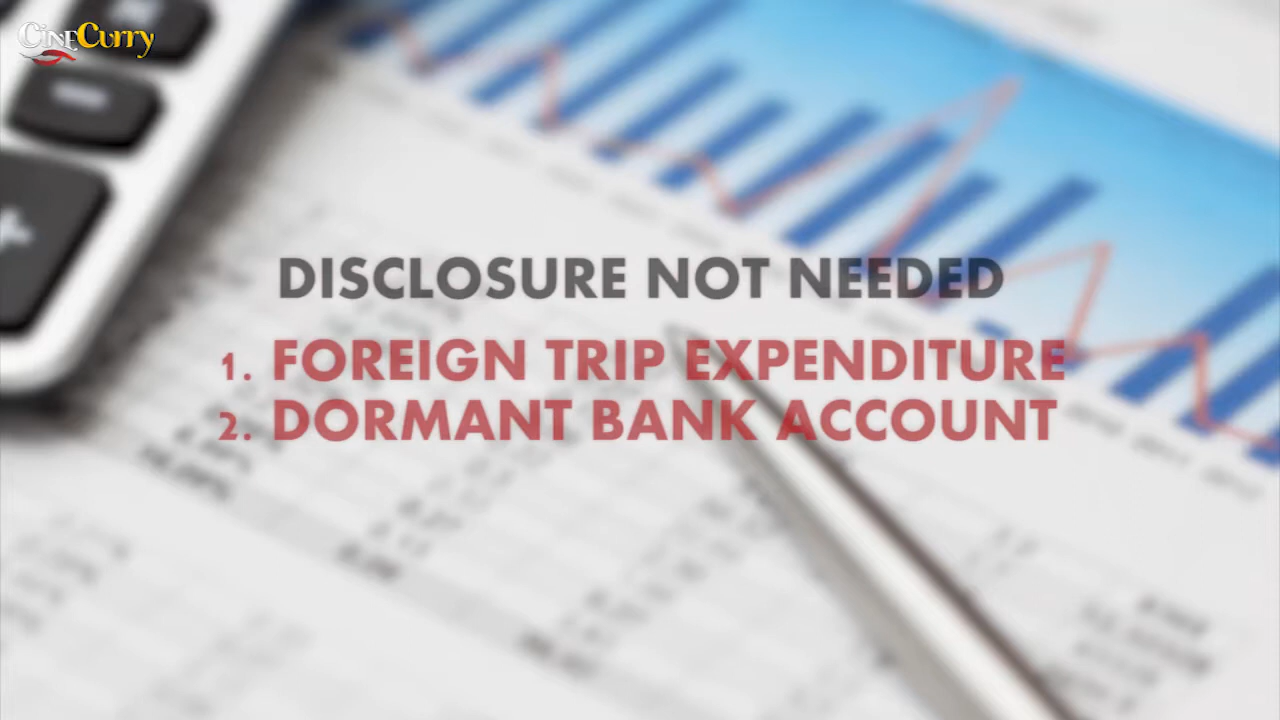 CINECURRY
DISCLOSURE NOT NEEDED
1. FOREIGN TRIP EXPENDITURE
2. DORMANT BANK ACCOUNT